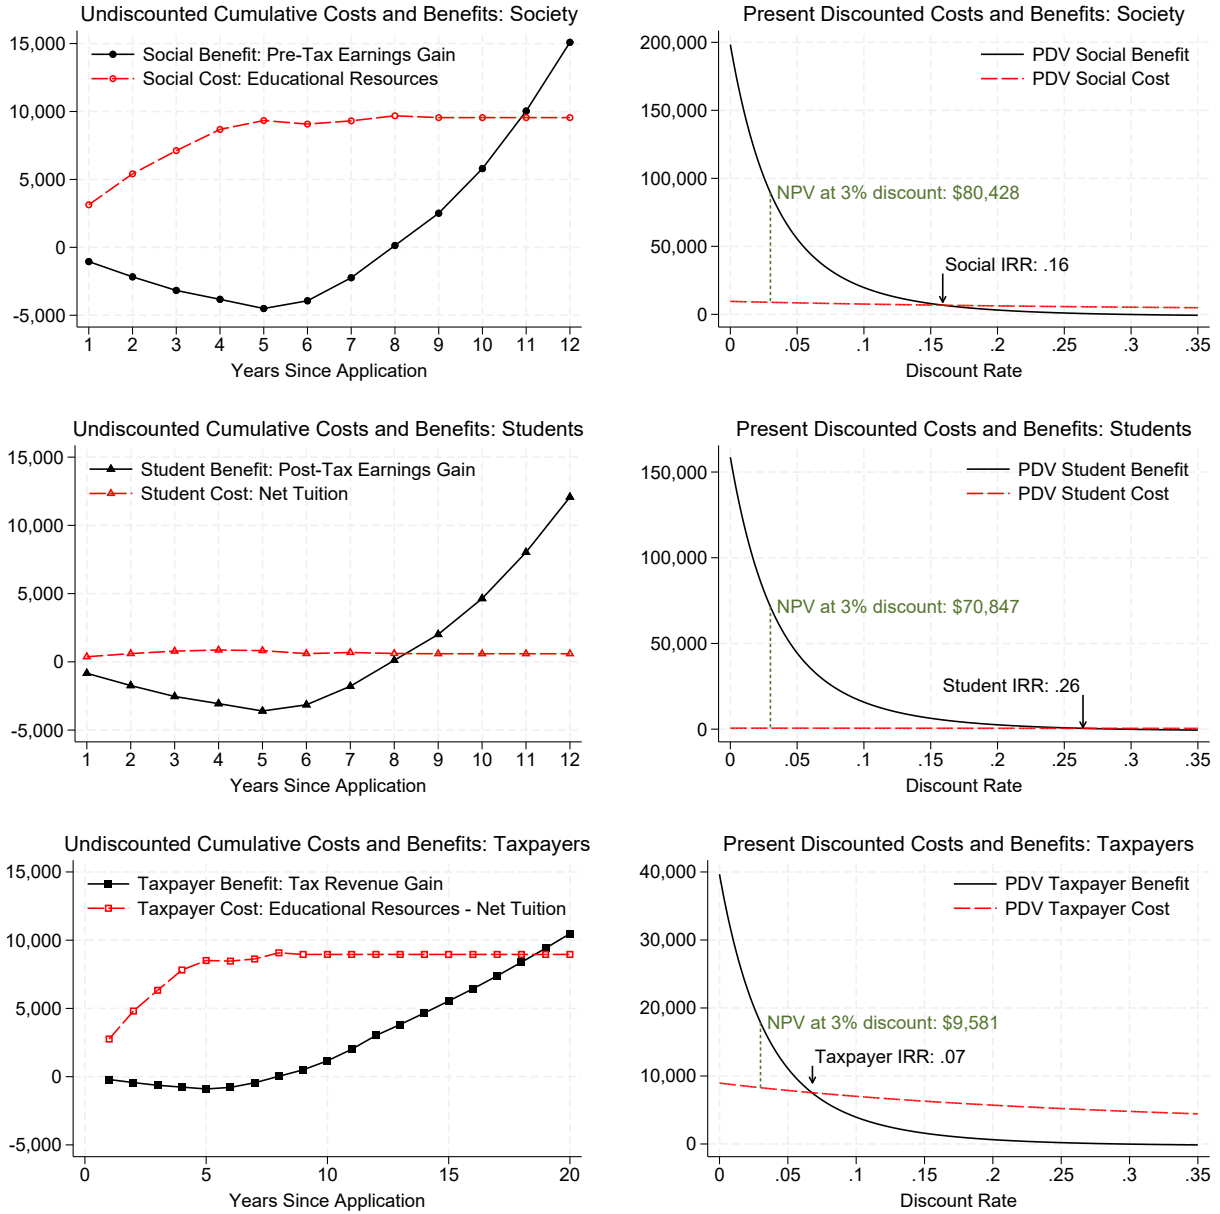 Undiscounted Cumulative Costs and Benefits: Society
15,000
10,000
5,000
0
-5,000
Social Benefit: Pre-Tax Earnings Gain
Social Cost: Educational Resources
1 2 3 4 5 6 7 8 9 10 11 12
Years Since Application
Present Discounted Costs and Benefits: Society
200,000
150,000
100,000
50,000
0
PDV Social Benefit
PDV Social Cost
NPV at 3% discount: $80,428
Social IRR: .16
0 .05 .1 .15 .2 .25 .3 .35
Discount Rate
Undiscounted Cumulative Costs and Benefits: Students
15,000
10,000
5,000
0
-5,000
Student Benefit: Post-Tax Earnings Gain
Student Cost: Net Tuition
1 2 3 4 5 6 7 8 9 10 11 12
Years Since Application
Present Discounted Costs and Benefits: Students
150,000
100,000
50,000
0
PDV Student Benefit
PDV Student Cost
NPV at 3% discount: $70,847
Student IRR: .26
0 .05 .1 .15 .2 .25 .3 .35
Discount Rate
Undiscounted Cumulative Costs and Benefits: Taxpayers
15,000
10,000
5,000
0
-5,000
Taxpayer Benefit: Tax Revenue Gain
Taxpayer Cost: Educational Resources - Net Tuition
0 5 10 15 20
Years Since Application
Present Discounted Costs and Benefits: Taxpayers
40,000
30,000
20,000
10,000
0
PDV Taxpayer Benefit
PDV Taxpayer Cost
NPV at 3% discount: $9,581
Taxpayer IRR: .07
0 .05 .1 .15 .2 .25 .3 .35
Discount Rate